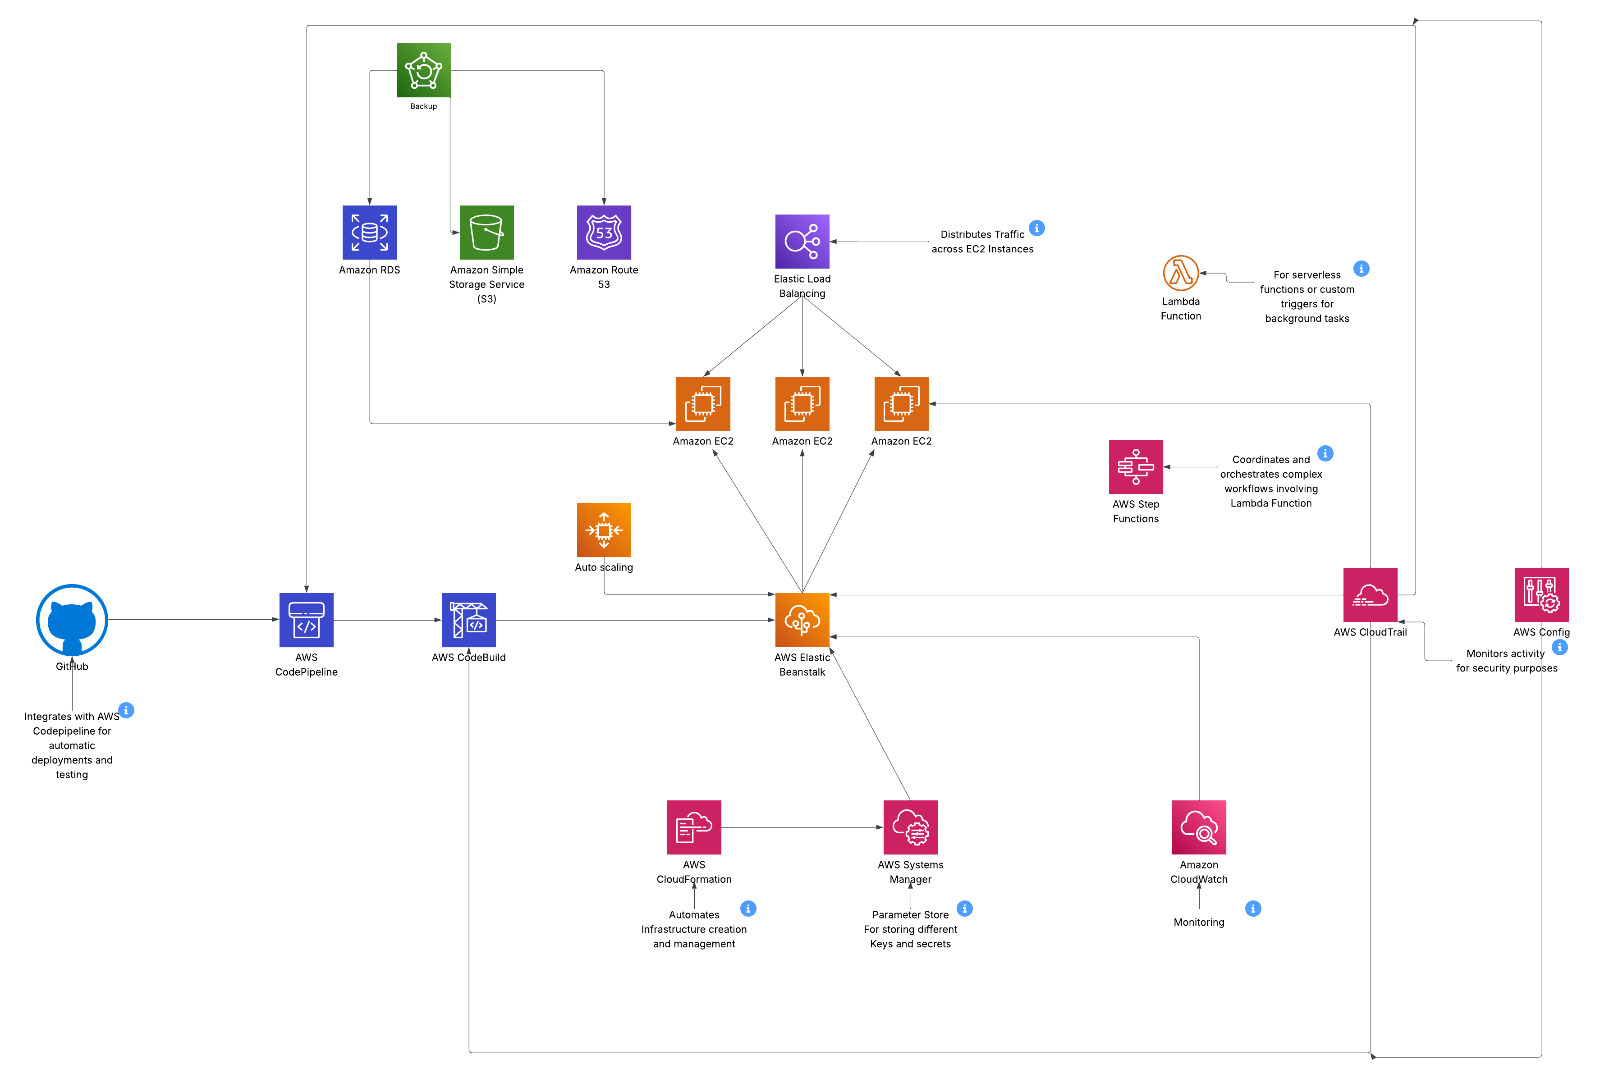 Backup
Amazon RDS
Amazon Simple
Storage Service
(S3)
53
Amazon Route
53
Elastic Load
Balancing
Distributes Traffic
across EC2 Instances
Lambda
Function
For serverless
functions or custom
triggers for
background tasks
Amazon EC2
Amazon EC2
Amazon EC2
AWS Step
Functions
Coordinates and
orchestrates complex
workflows involving
Lambda Function
Auto scaling
GitHub
Integrates with AWS
Codepipeline for
automatic
deployments and
testing
AWS
CodePipeline
AWS CodeBuild
AWS Elastic
Beanstalk
AWS CloudTrail
AWS Config
Monitors activity
for security purposes
AWS
CloudFormation
Automates
Infrastructure creation
and management
AWS Systems
Manager
Parameter Store
For storing different
Keys and secrets
Amazon
CloudWatch
Monitoring